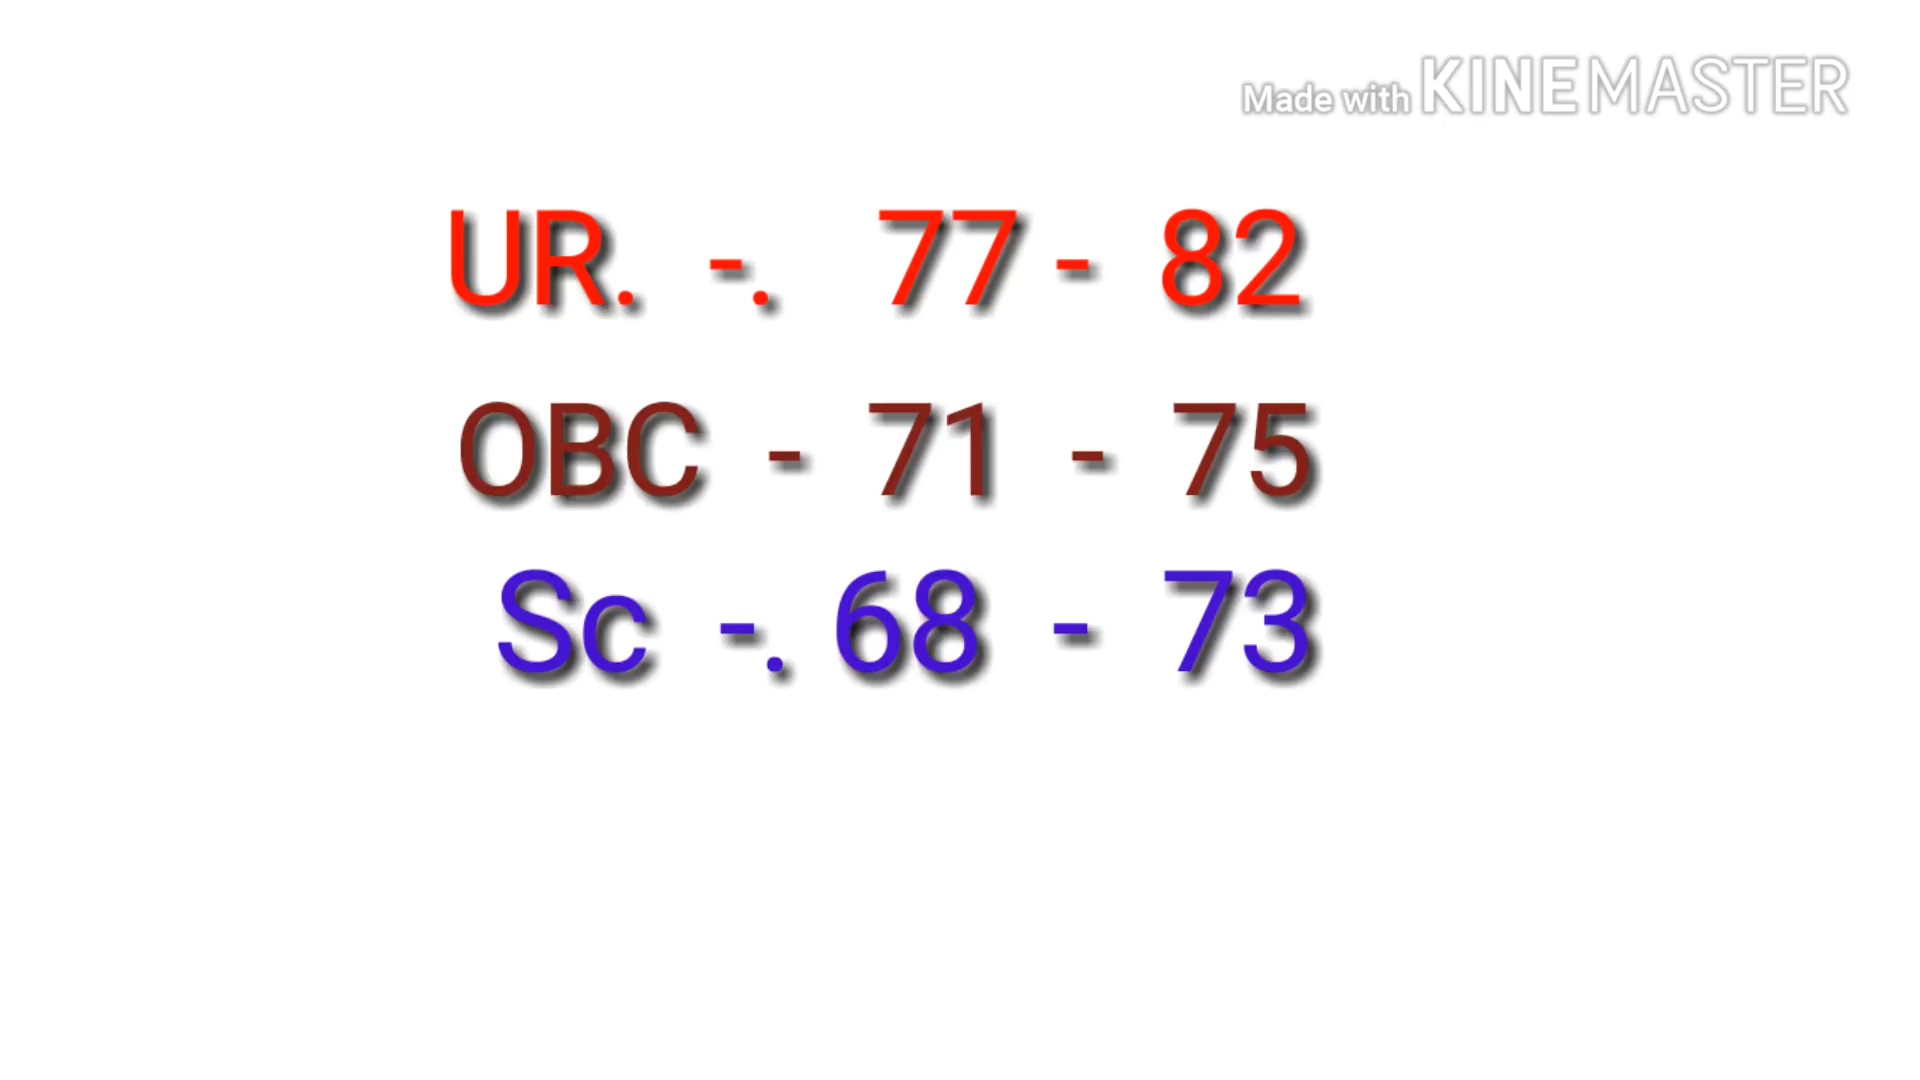 Made with KINEMASTER
UR. -. 77 - 82
OBC - 71 - 75
Sc -. 68 - 73